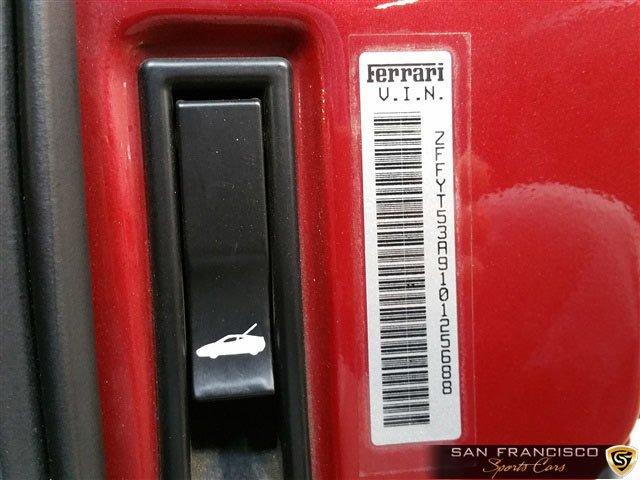 Ferrari
V.I.N.
ZFFYT53A910125688
SAN FRANCISCO
Sports Cars